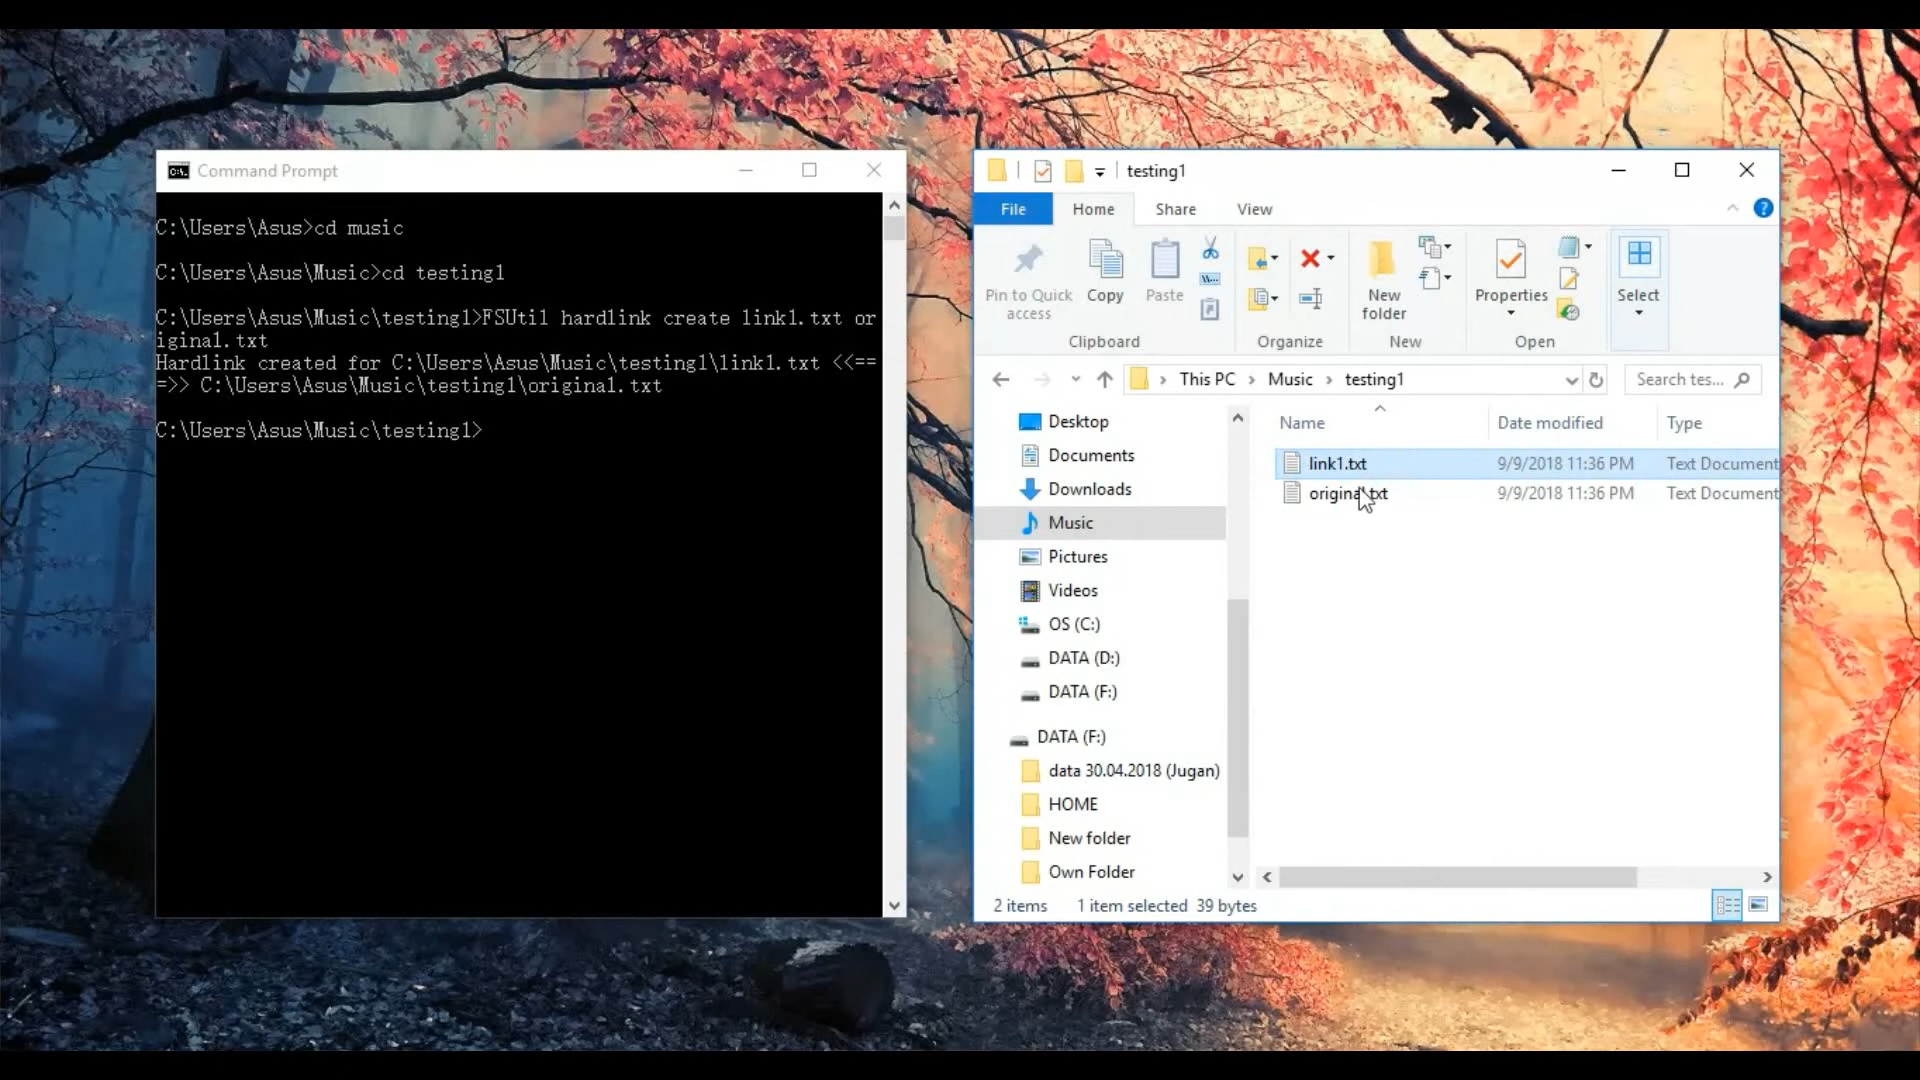 Command Prompt
C:\Users\Asus>cd music
C:\Users\Asus\Music>cd testing1
C:\Users\Asus\Music\testing1>FSUtil hardlink create link1.txt or
iginal.txt
Hardlink created for C:\Users\Asus\Music\testing1\link1.txt <<==
=>> C:\Users\Asus\Music\testing1\original.txt
C:\Users\Asus\Music\testing1>
testing1
File Home Share View
Pin to Quick access
Copy
Paste
New folder
Properties
Select
Clipboard Organize New Open
This PC > Music > testing1
Search tes...
Name Date modified Type
link1.txt 9/9/2018 11:36 PM Text Document
original.txt 9/9/2018 11:36 PM Text Document
Desktop
Documents
Downloads
Music
Pictures
Videos
OS (C:)
DATA (D:)
DATA (F:)
DATA (F:)
data 30.04.2018 (Jugan)
HOME
New folder
Own Folder
2 items 1 item selected 39 bytes